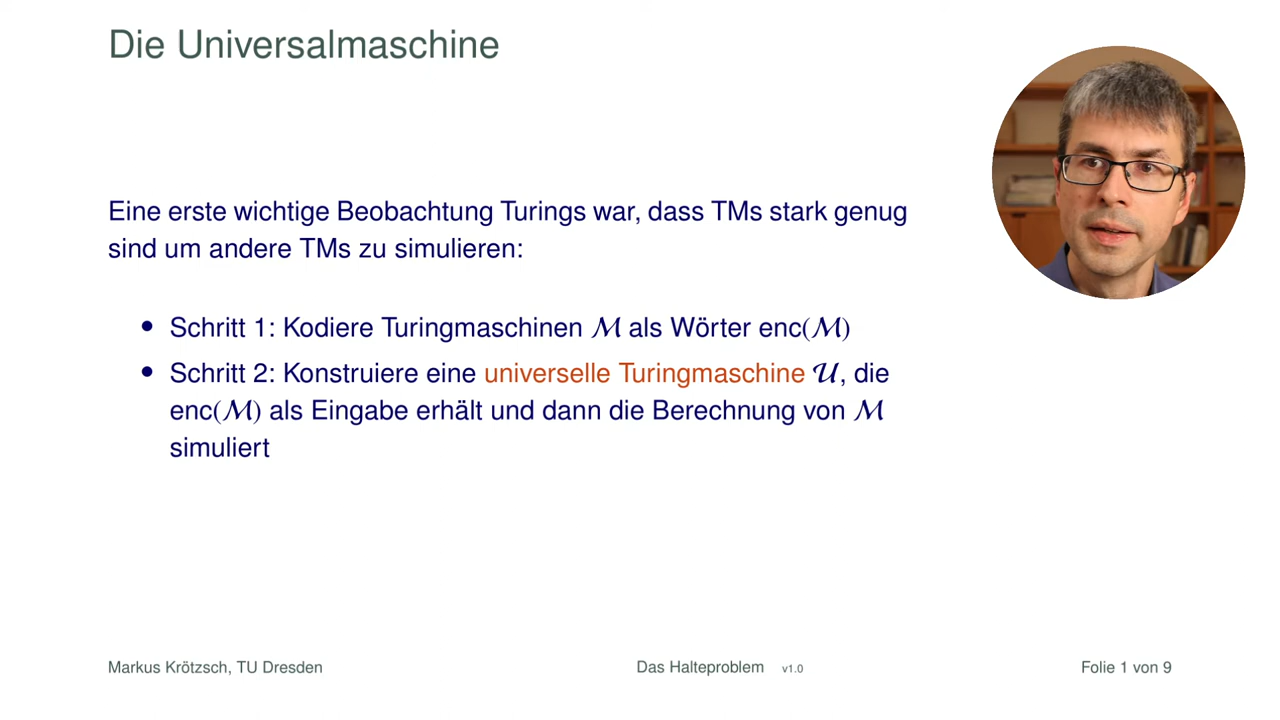 Die Universalmaschine
Eine erste wichtige Beobachtung Turings war, dass TMs stark genug
sind um andere TMs zu simulieren:
• Schritt 1: Kodiere Turingmaschinen ℳ als Wörter enc(ℳ)
• Schritt 2: Konstruiere eine universelle Turingmaschine 𝒰, die
enc(ℳ) als Eingabe erhält und dann die Berechnung von ℳ
simuliert
Markus Krötzsch, TU Dresden
Das Halteproblem v1.0
Folie 1 von 9